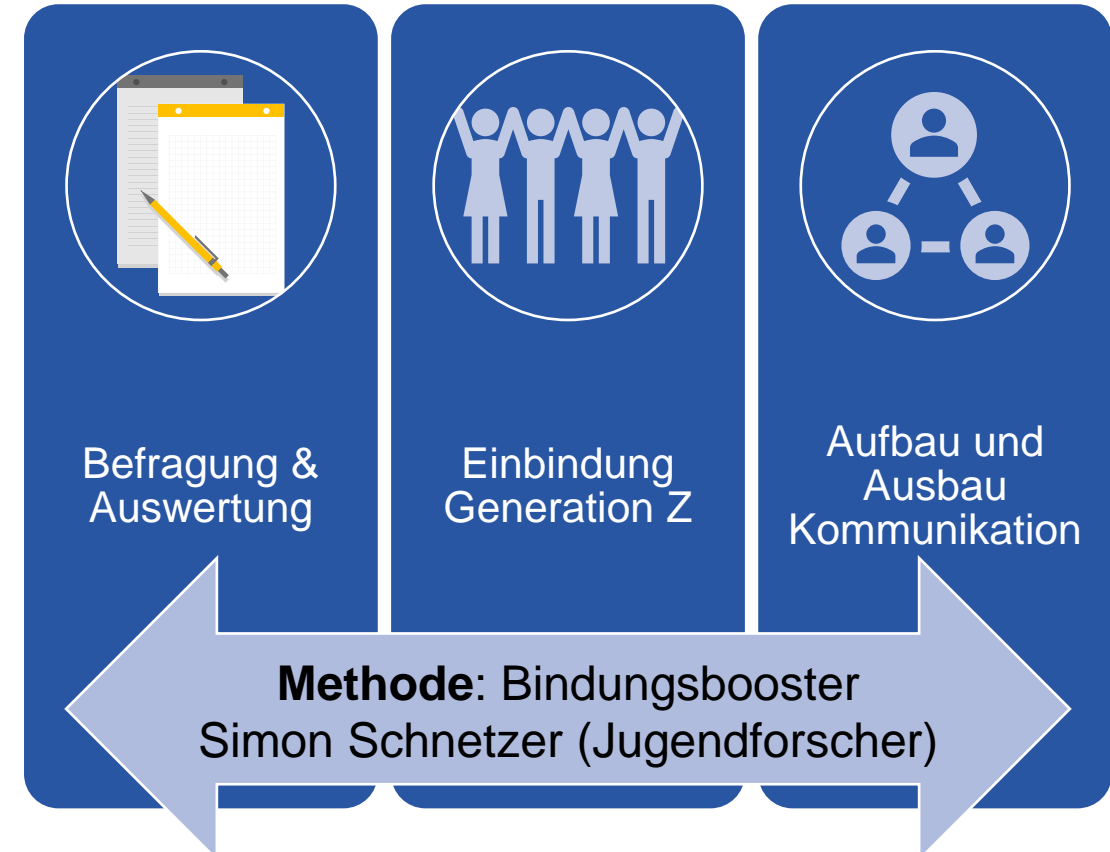 Befragung &
Auswertung
Einbindung
Generation Z
Aufbau und
Ausbau
Kommunikation
Methode: Bindungsbooster
Simon Schnetzer (Jugendforscher)